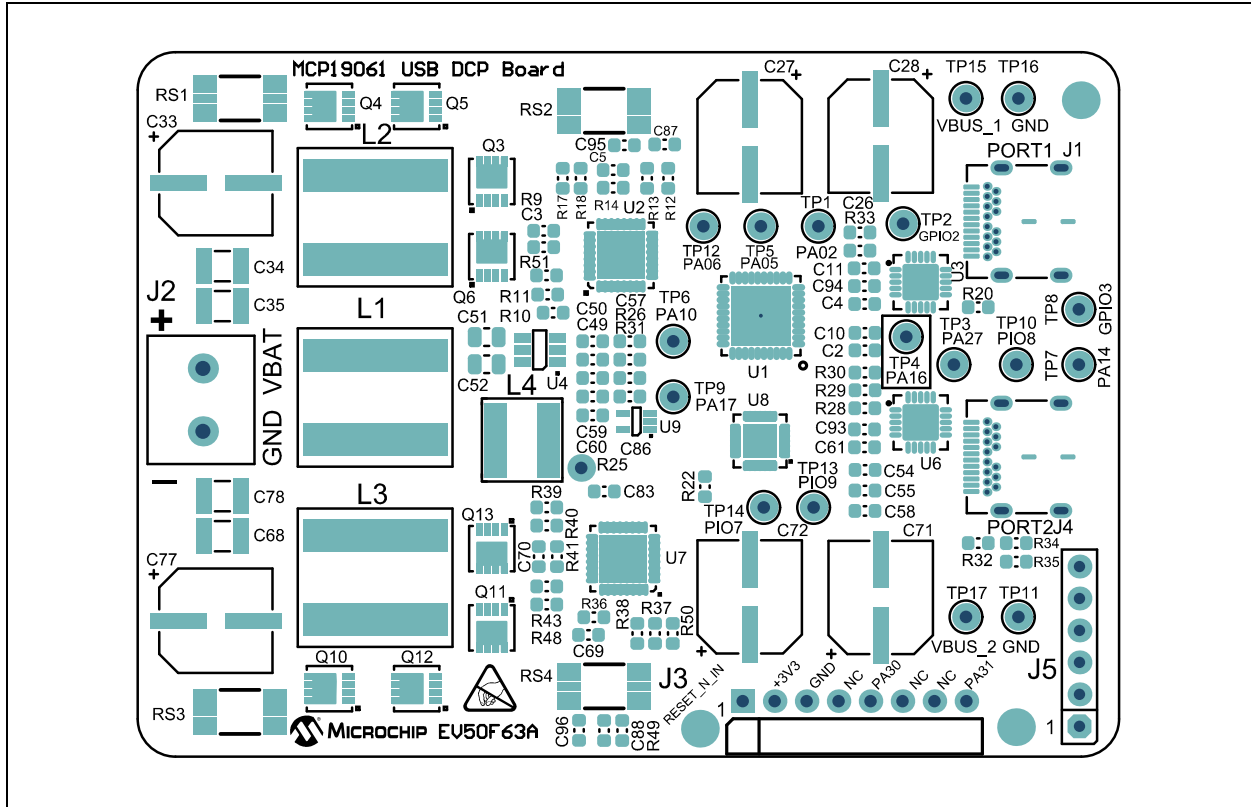 MCP19061 USB DCP Board
RS1
C33
+
Q4
Q5
L2
RS2
C95
C87
C27
+
C28
+
TP15
TP16
VBUS_1
GND
PORT1
J1
Q3
C5
R17
R18
R14
U2
R13
R12
R9
C3
TP12
PA06
TP5
PA05
TP1
PA02
C26
R33
TP2
GPIO2
C34
C35
J2
+
GND VBAT
−
L1
R51
Q6
R11
R10
C51
C52
U4
C50
C49
C57
R26
R31
TP6
PA10
C11
C94
C4
U3
R20
TP8
GPIO3
U1
C10
C2
R30
R29
R28
C93
C61
TP4
PA16
TP3
PA27
TP10
PIO8
TP7
PA14
L4
C59
C60
C86
U9
TP9
PA17
U8
U6
R25
C83
R22
TP13
PIO9
TP14
PIO7
C54
C55
C58
C78
C68
C77
+
L3
R39
R40
Q13
C70
R41
U7
Q11
R43
R48
R36
C69
R38
R37
R50
C72
+
C71
+
PORT2
J4
R32
R34
R35
TP17
TP11
VBUS_2
GND
Q10
Q12
RS3
RS4
J3
RESET_N_IN
+3V3
GND
NC
PA30
NC
NC
PA31
1
J5
1
C96
C88
R49
MICROCHIP EV50F63A